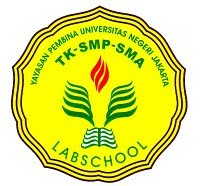 YAYASAN PEMBINA UNIVERSITAS NEGERI JAKARTA
TK-SMP-SMA
LABSCHOOL